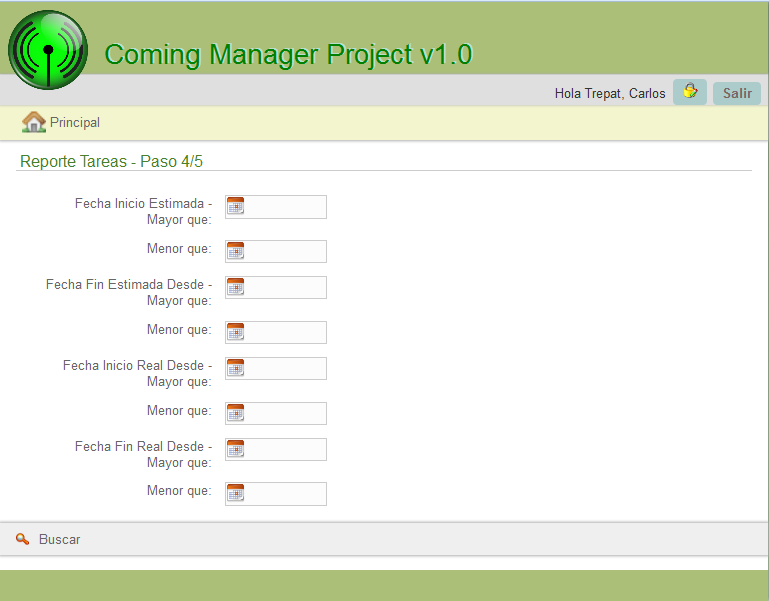 Coming Manager Project v1.0
Hola Trepat, Carlos
Salir
Principal
Reporte Tareas - Paso 4/5
Fecha Inicio Estimada -
Mayor que:
Menor que:
Fecha Fin Estimada Desde -
Mayor que:
Menor que:
Fecha Inicio Real Desde -
Mayor que:
Menor que:
Fecha Fin Real Desde -
Mayor que:
Menor que:
Buscar